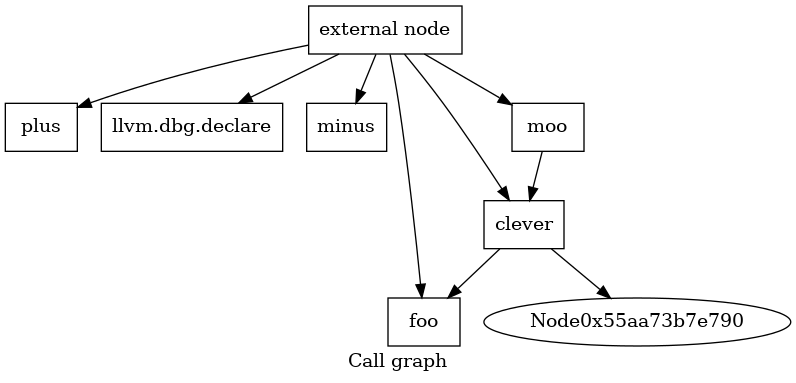 external node
plus
llvm.dbg.declare
minus
moo
clever
foo
Node0x55aa73b7e790
Call graph